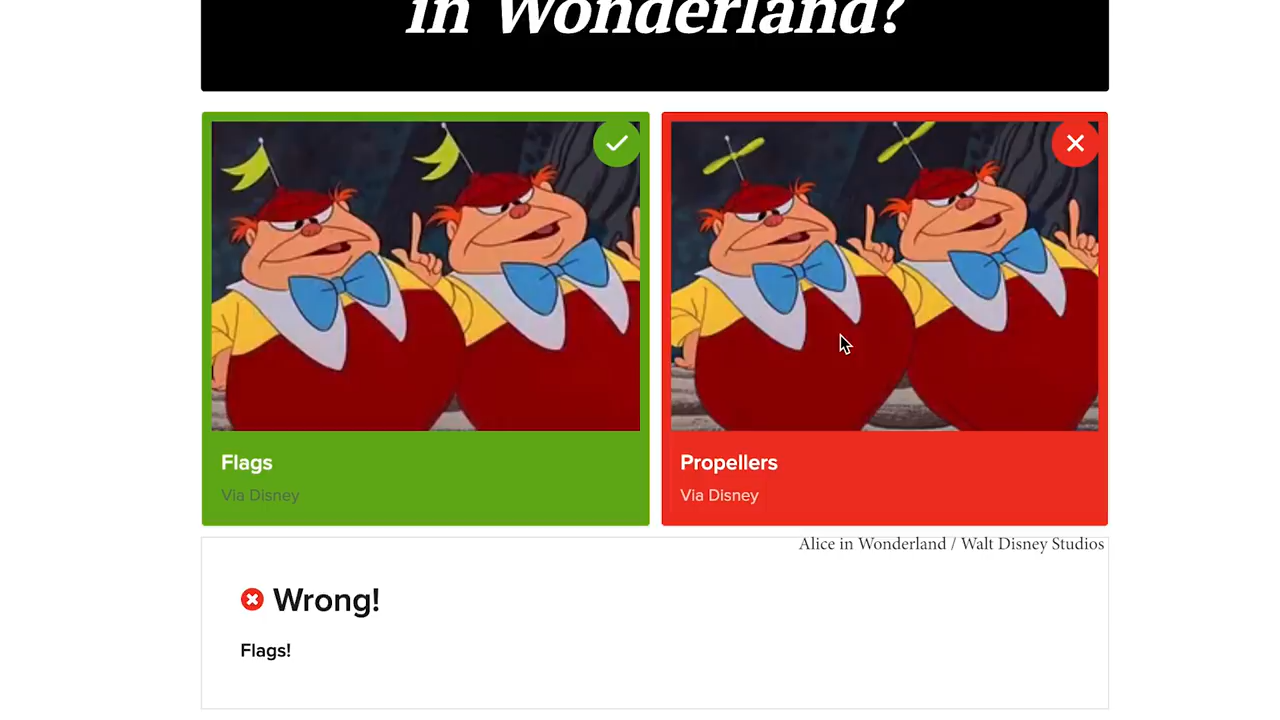 in Wonderland?
Flags
Via Disney
Propellers
Via Disney
Alice in Wonderland / Walt Disney Studios
Wrong!
Flags!